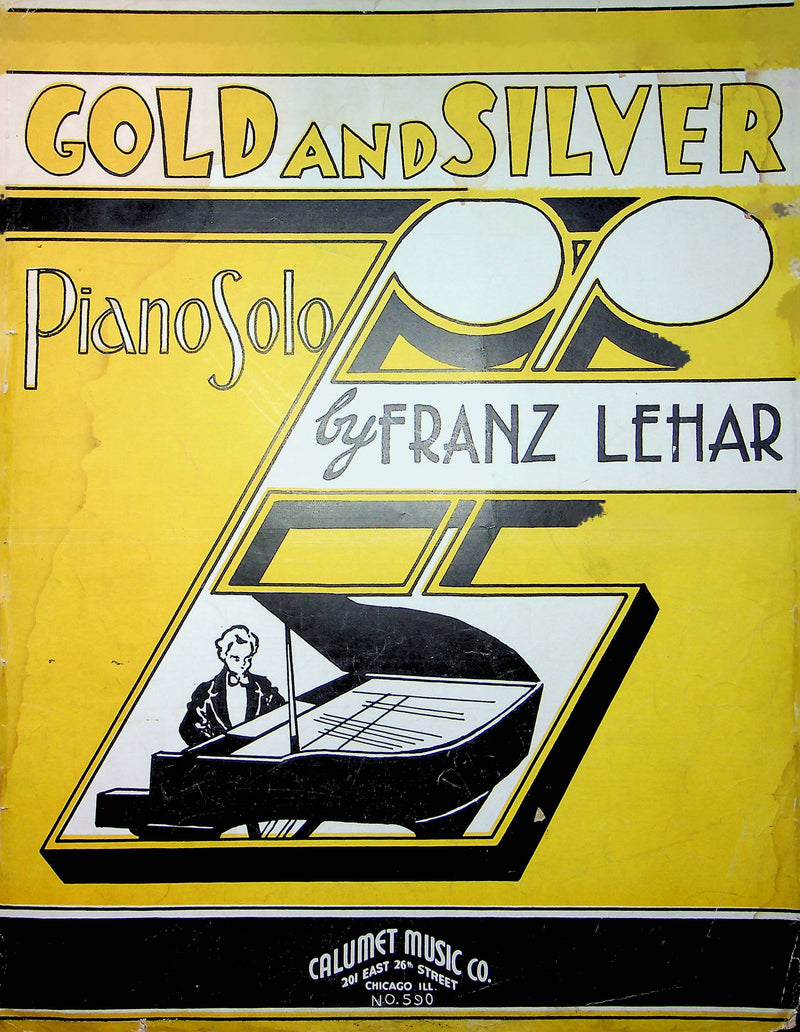 GOLD AND SILVER
Piano Solo
by FRANZ LEHAR
CALUMET MUSIC CO.
201 EAST 26th STREET
CHICAGO ILL
NO. 590